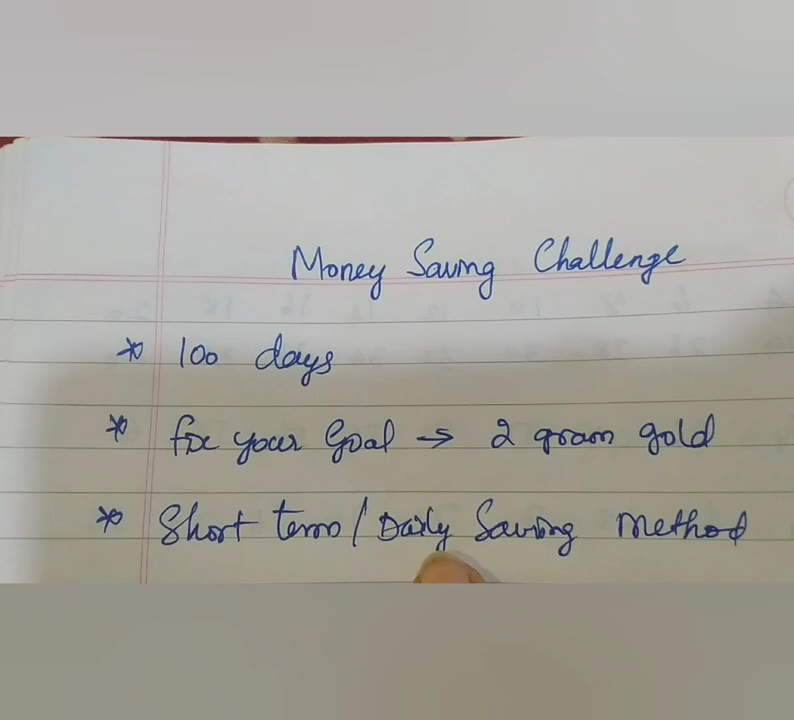 Money Saving Challenge
* 100 days
* fix your Goal → 2 gram gold
* Short term / Daily Saving Method